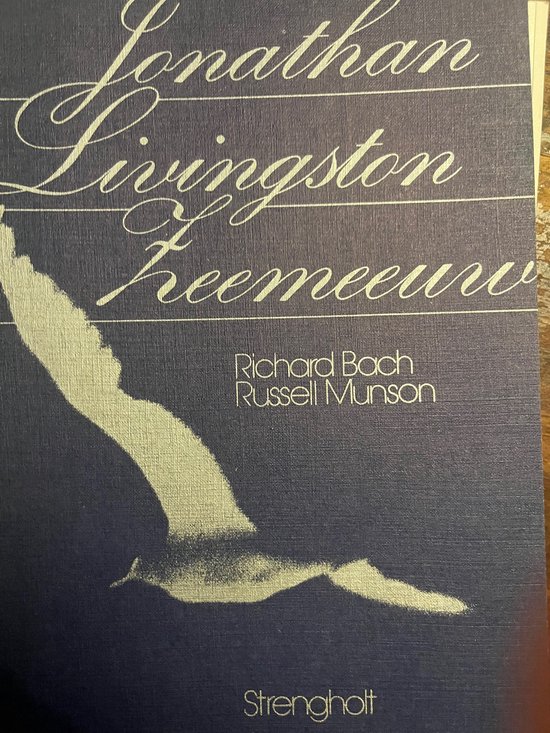 Jonathan
Livingston
Zeemeeuw
Richard Bach
Russell Munson
Strengholt